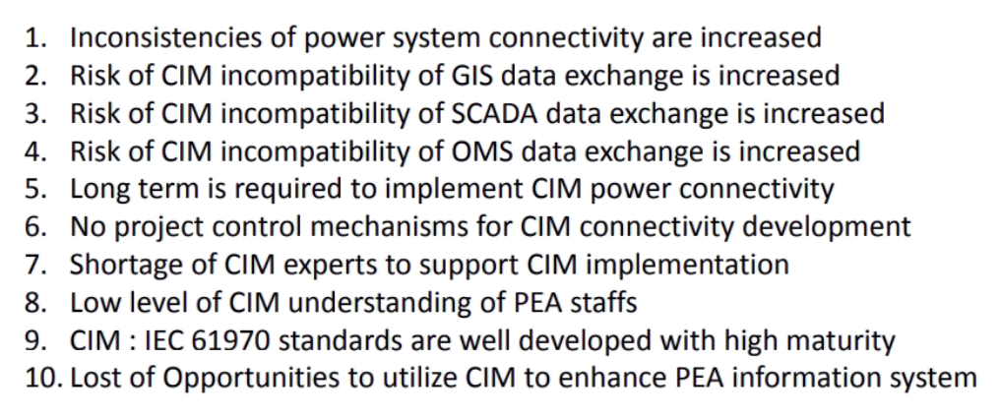 1. Inconsistencies of power system connectivity are increased
2. Risk of CIM incompatibility of GIS data exchange is increased
3. Risk of CIM incompatibility of SCADA data exchange is increased
4. Risk of CIM incompatibility of OMS data exchange is increased
5. Long term is required to implement CIM power connectivity
6. No project control mechanisms for CIM connectivity development
7. Shortage of CIM experts to support CIM implementation
8. Low level of CIM understanding of PEA staffs
9. CIM : IEC 61970 standards are well developed with high maturity
10. Lost of Opportunities to utilize CIM to enhance PEA information system